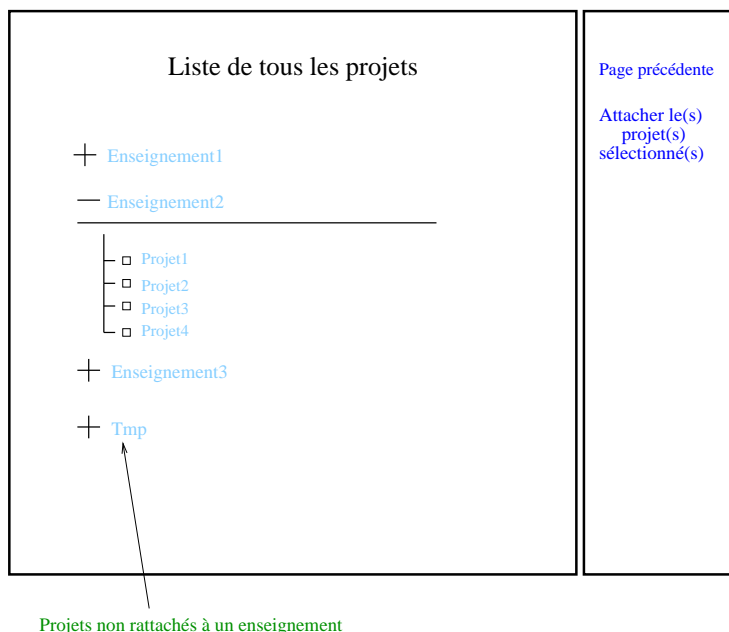 Liste de tous les projets
Enseignement1
Enseignement2
Projet1
Projet2
Projet3
Projet4
Enseignement3
Tmp
Page précédente
Attacher le(s)
projet(s)
sélectionné(s)
Projets non rattachés à un enseignement